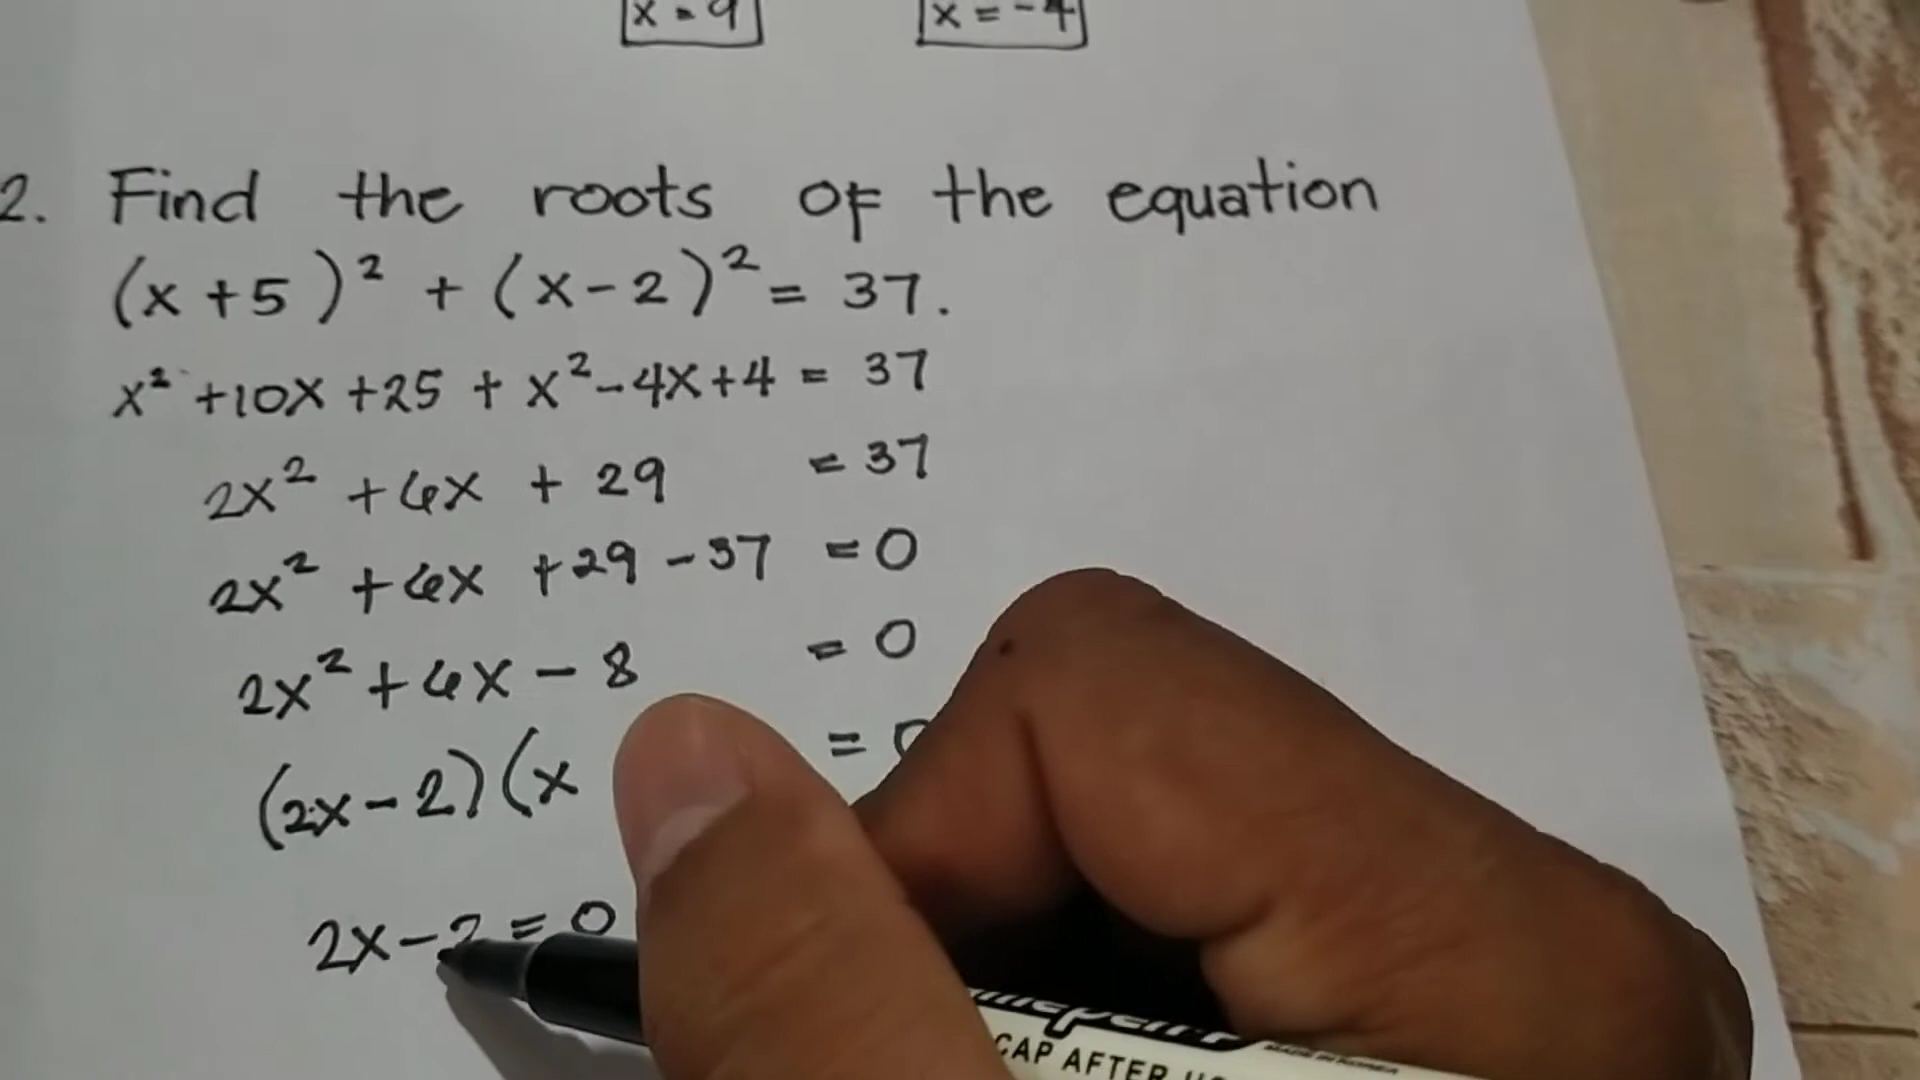 x = 9 x = -4
2. Find the roots of the equation
(x+5)² + (x-2)² = 37.
x² +10x +25 + x² -4x+4 = 37
2x² +6x + 29 = 37
2x² +6x +29 -37 =0
2x² +6x - 8 = 0
(2x-2)(x = 0
2x-2 = 0
CAP AFTER